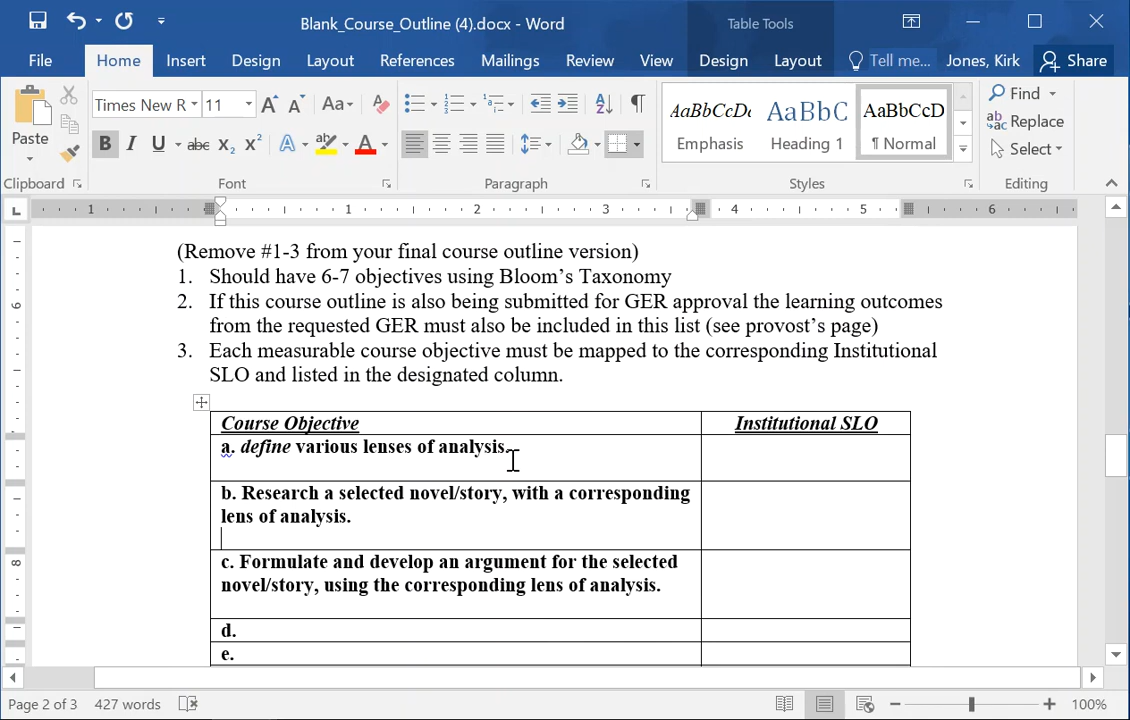 Blank_Course_Outline (4).docx - Word
Table Tools
File Home Insert Design Layout References Mailings Review View Design Layout Tell me... Jones, Kirk Share
Times New R 11
Paste
AaBbCcDc AaBbC AaBbCcD
Emphasis Heading 1 ¶ Normal
Find
Replace
Select
Clipboard Font Paragraph Styles Editing
1 1 2 3 4 5 6
(Remove #1-3 from your final course outline version)
1. Should have 6-7 objectives using Bloom's Taxonomy
2. If this course outline is also being submitted for GER approval the learning outcomes
from the requested GER must also be included in this list (see provost's page)
3. Each measurable course objective must be mapped to the corresponding Institutional
SLO and listed in the designated column.
Course Objective Institutional SLO
a. define various lenses of analysis.
b. Research a selected novel/story, with a corresponding
lens of analysis.
c. Formulate and develop an argument for the selected
novel/story, using the corresponding lens of analysis.
d.
e.
Page 2 of 3 427 words 100%